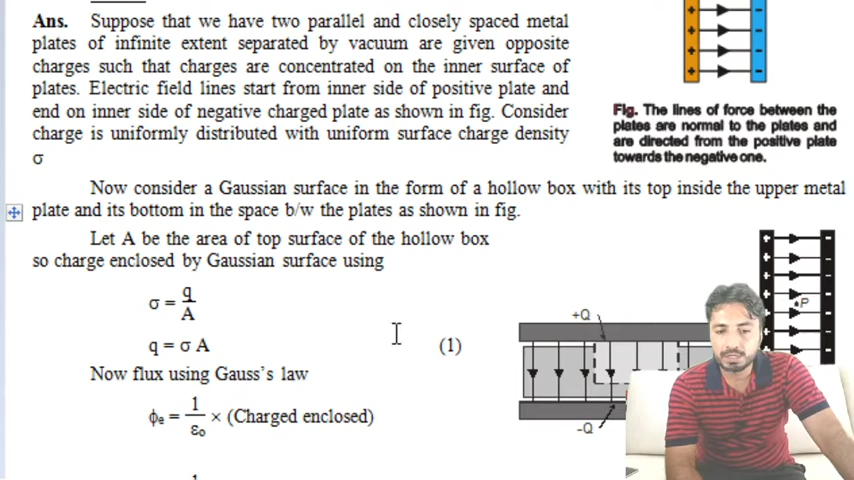 Ans. Suppose that we have two parallel and closely spaced metal
plates of infinite extent separated by vacuum are given opposite
charges such that charges are concentrated on the inner surface of
plates. Electric field lines start from inner side of positive plate and
end on inner side of negative charged plate as shown in fig. Consider
charge is uniformly distributed with uniform surface charge density
σ
Fig. The lines of force between the
plates are normal to the plates and
are directed from the positive plate
towards the negative one.
Now consider a Gaussian surface in the form of a hollow box with its top inside the upper metal
plate and its bottom in the space b/w the plates as shown in fig.
Let A be the area of top surface of the hollow box
so charge enclosed by Gaussian surface using
σ = q/A
q = σ A (1)
Now flux using Gauss's law
ϕe = 1/ε₀ × (Charged enclosed)
1
+Q
-Q
P